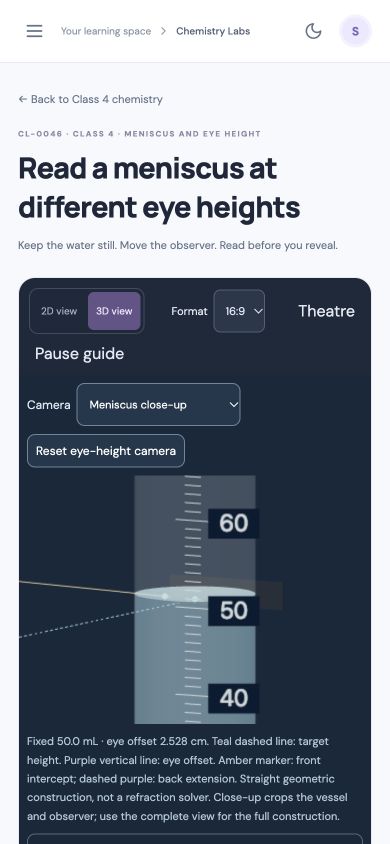 Your learning space > Chemistry Labs
S
← Back to Class 4 chemistry
CL-0046 · CLASS 4 · MENISCUS AND EYE HEIGHT
Read a meniscus at
different eye heights
Keep the water still. Move the observer. Read before you reveal.
2D view 3D view Format 16:9 Theatre
Pause guide
Camera Meniscus close-up
Reset eye-height camera
60
50
40
Fixed 50.0 mL · eye offset 2.528 cm. Teal dashed line: target
height. Purple vertical line: eye offset. Amber marker: front
intercept; dashed purple: back extension. Straight geometric
construction, not a refraction solver. Close-up crops the vessel
and observer; use the complete view for the full construction.